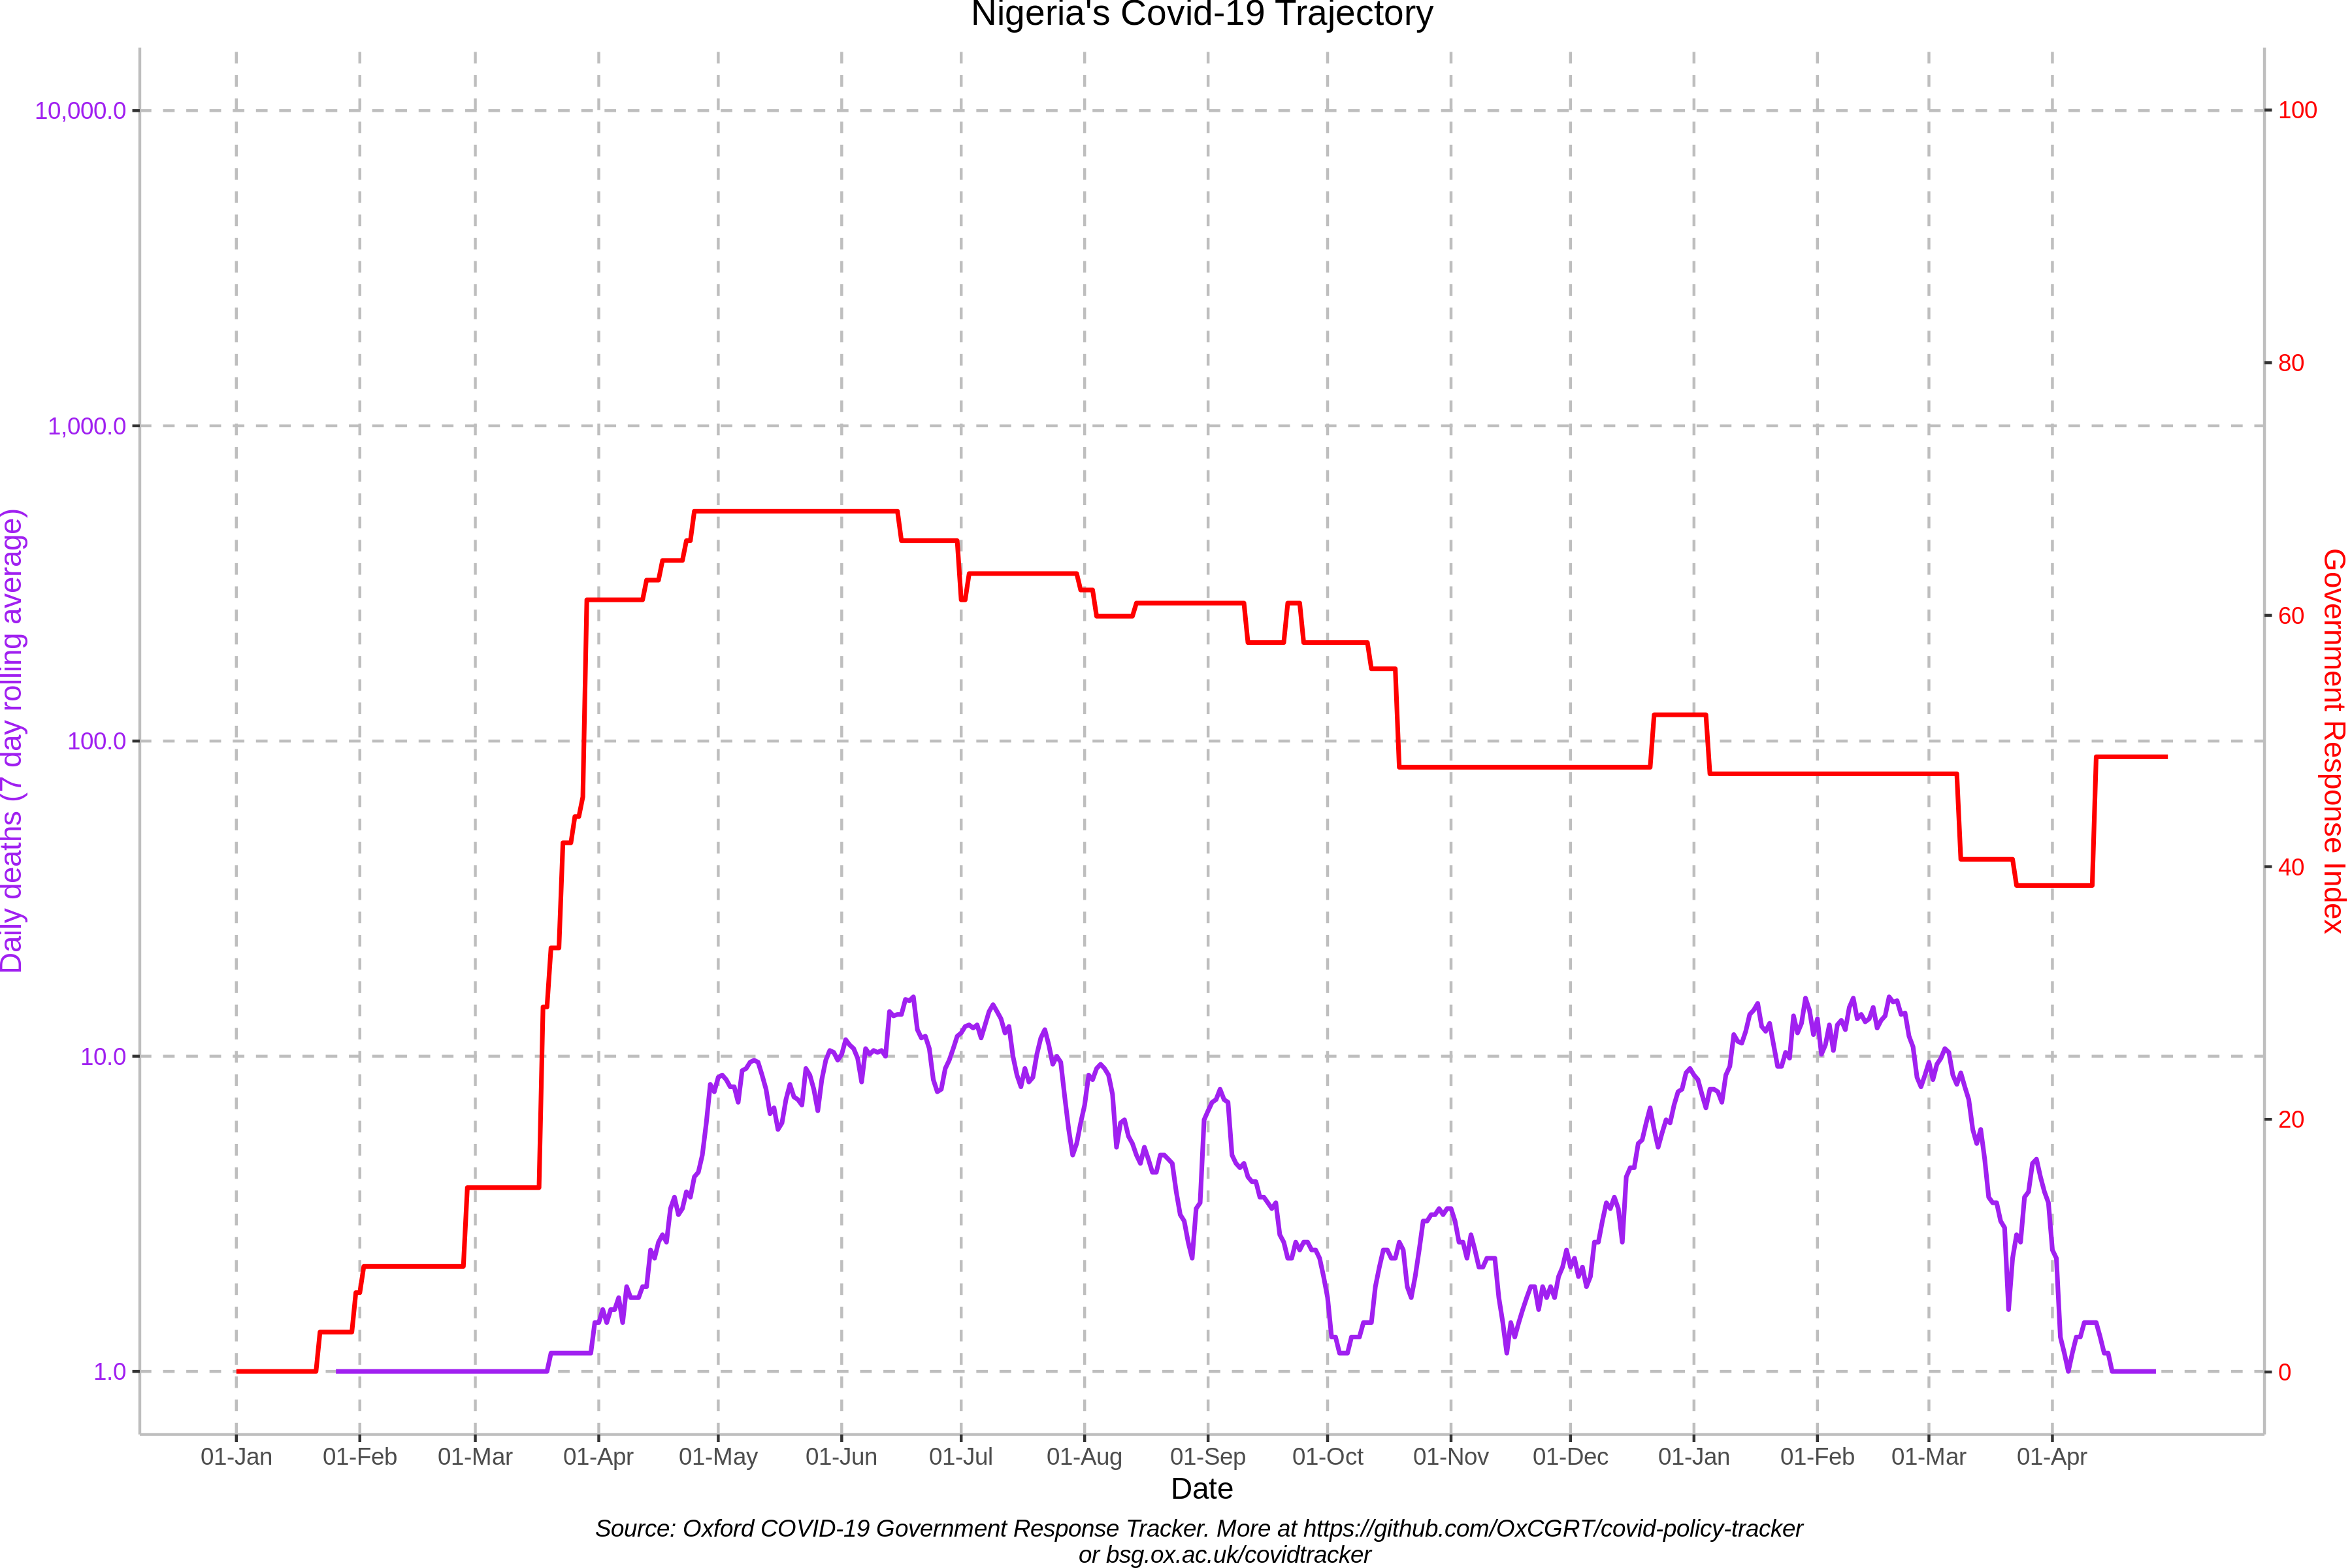 Nigeria's Covid-19 Trajectory
10,000.0
1,000.0
100.0
10.0
1.0
Daily deaths (7 day rolling average)
100
80
60
40
20
0
Government Response Index
01-Jan 01-Feb 01-Mar 01-Apr 01-May 01-Jun 01-Jul 01-Aug 01-Sep 01-Oct 01-Nov 01-Dec 01-Jan 01-Feb 01-Mar 01-Apr
Date
Source: Oxford COVID-19 Government Response Tracker. More at https://github.com/OxCGRT/covid-policy-tracker
or bsg.ox.ac.uk/covidtracker